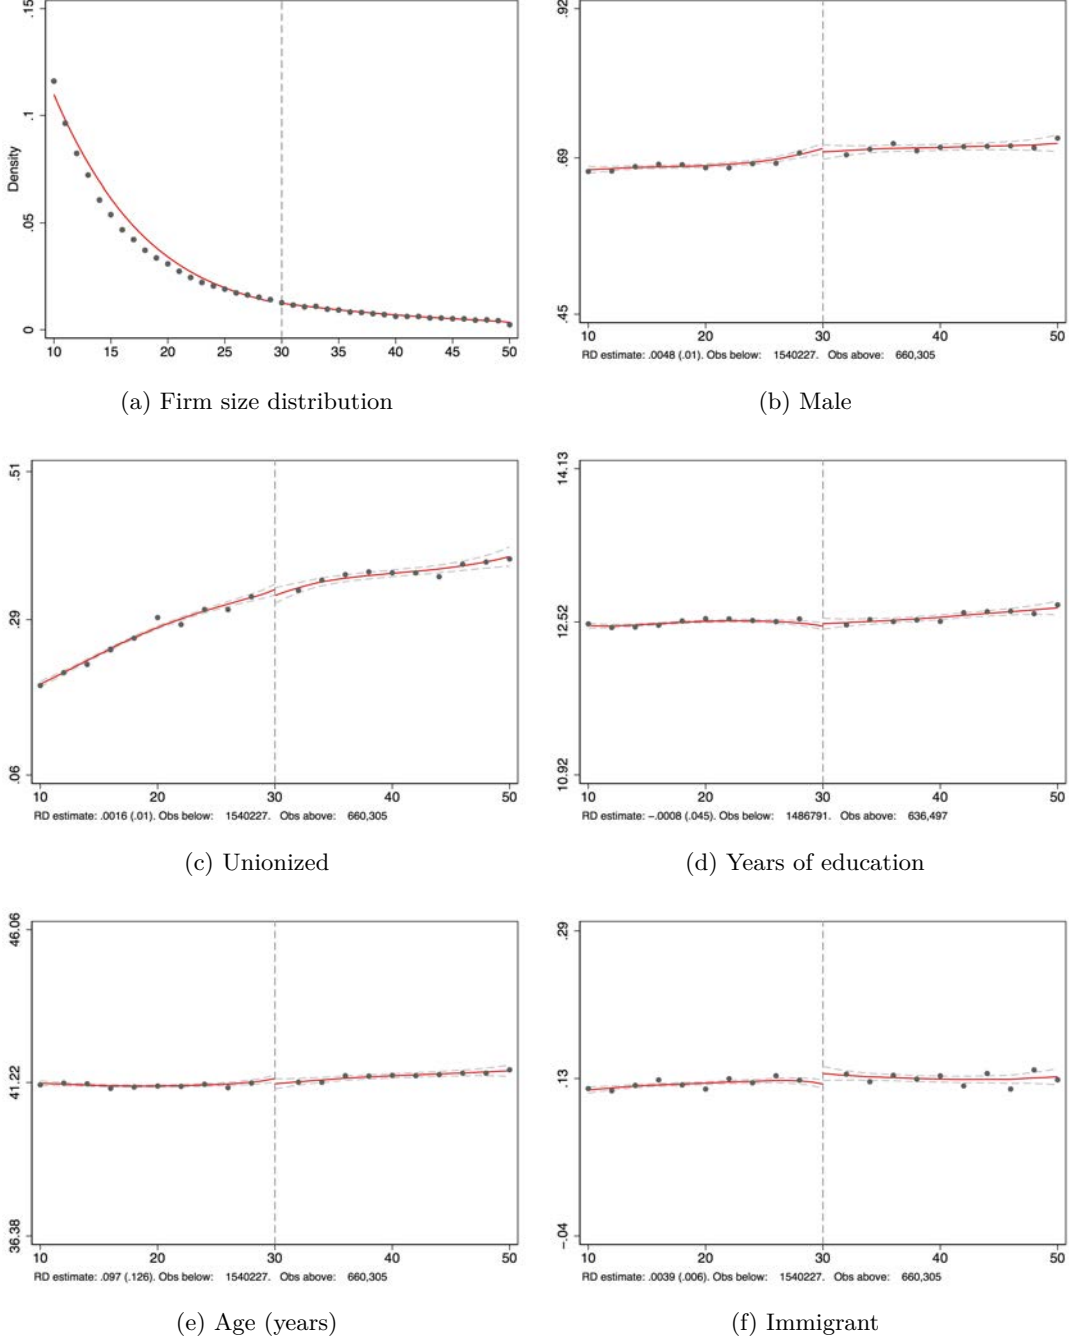 .15
.1
.05
0
Density
10 15 20 25 30 35 40 45 50
(a) Firm size distribution
.92
.69
.45
10 20 30 40 50
RD estimate: .0048 (.01). Obs below: 1540227. Obs above: 660,305
(b) Male
.51
.29
.06
10 20 30 40 50
RD estimate: .0016 (.01). Obs below: 1540227. Obs above: 660,305
(c) Unionized
14.13
12.52
10.92
10 20 30 40 50
RD estimate: -.0008 (.045). Obs below: 1486791. Obs above: 636,497
(d) Years of education
46.06
41.22
36.38
10 20 30 40 50
RD estimate: .097 (.126). Obs below: 1540227. Obs above: 660,305
(e) Age (years)
.29
.13
-.04
10 20 30 40 50
RD estimate: .0039 (.006). Obs below: 1540227. Obs above: 660,305
(f) Immigrant